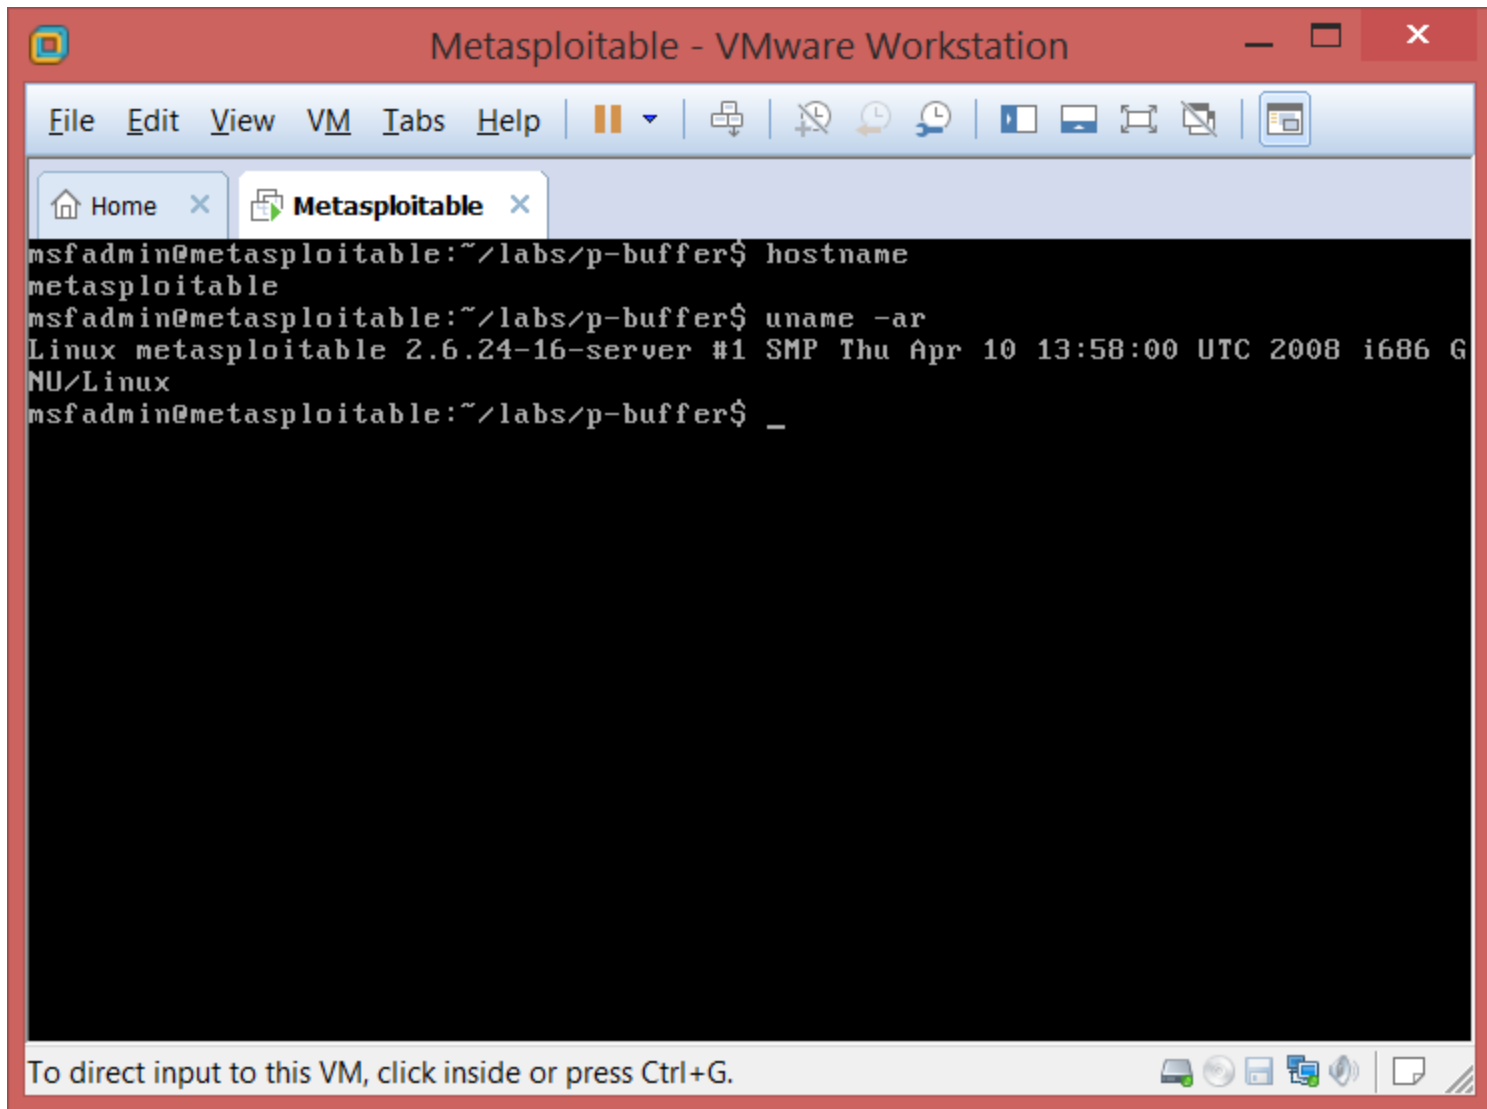 Metasploitable - VMware Workstation
File Edit View VM Tabs Help
Home Metasploitable
msfadmin@metasploitable:~/labs/p-buffer$ hostname
metasploitable
msfadmin@metasploitable:~/labs/p-buffer$ uname -ar
Linux metasploitable 2.6.24-16-server #1 SMP Thu Apr 10 13:58:00 UTC 2008 i686 G
NU/Linux
msfadmin@metasploitable:~/labs/p-buffer$ _
To direct input to this VM, click inside or press Ctrl+G.